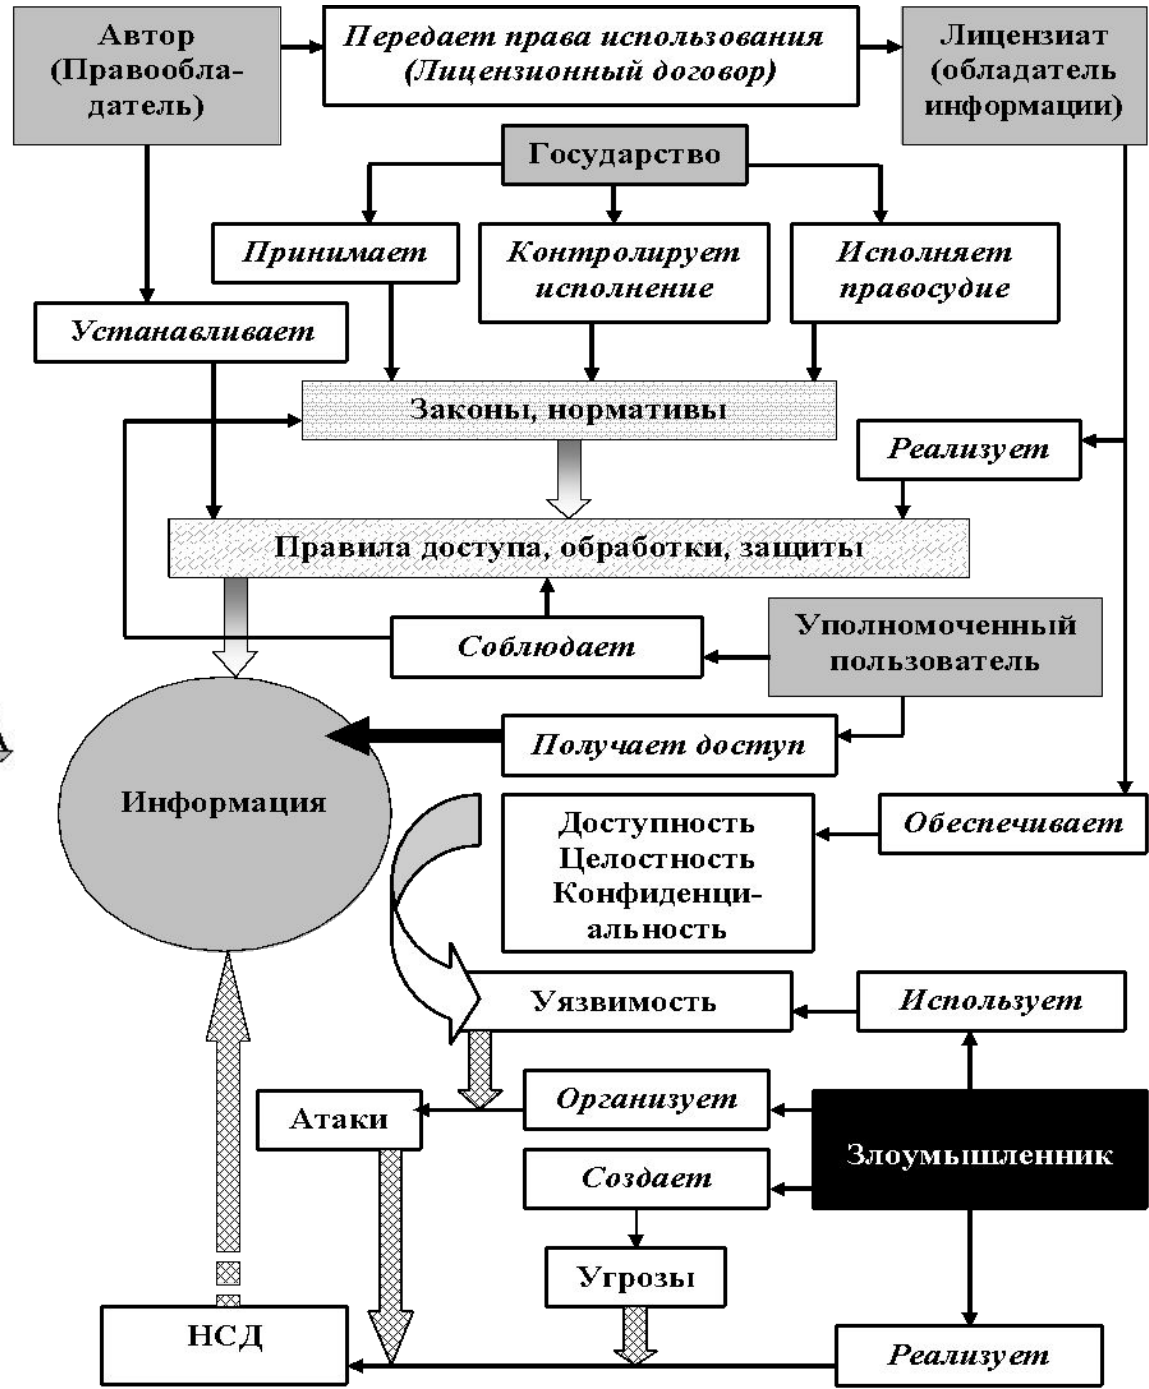 Автор
(Правообла-
датель)
Передает права использования
(Лицензионный договор)
Лицензиат
(обладатель
информации)
Государство
Принимает
Контролирует
исполнение
Исполняет
правосудие
Устанавливает
Законы, нормативы
Реализует
Правила доступа, обработки, защиты
Уполномоченный
пользователь
Соблюдает
Получает доступ
Информация
Доступность
Целостность
Конфиденци-
альность
Обеспечивает
Уязвимость
Использует
Организует
Атаки
Злоумышленник
Создает
Угрозы
НСД
Реализует